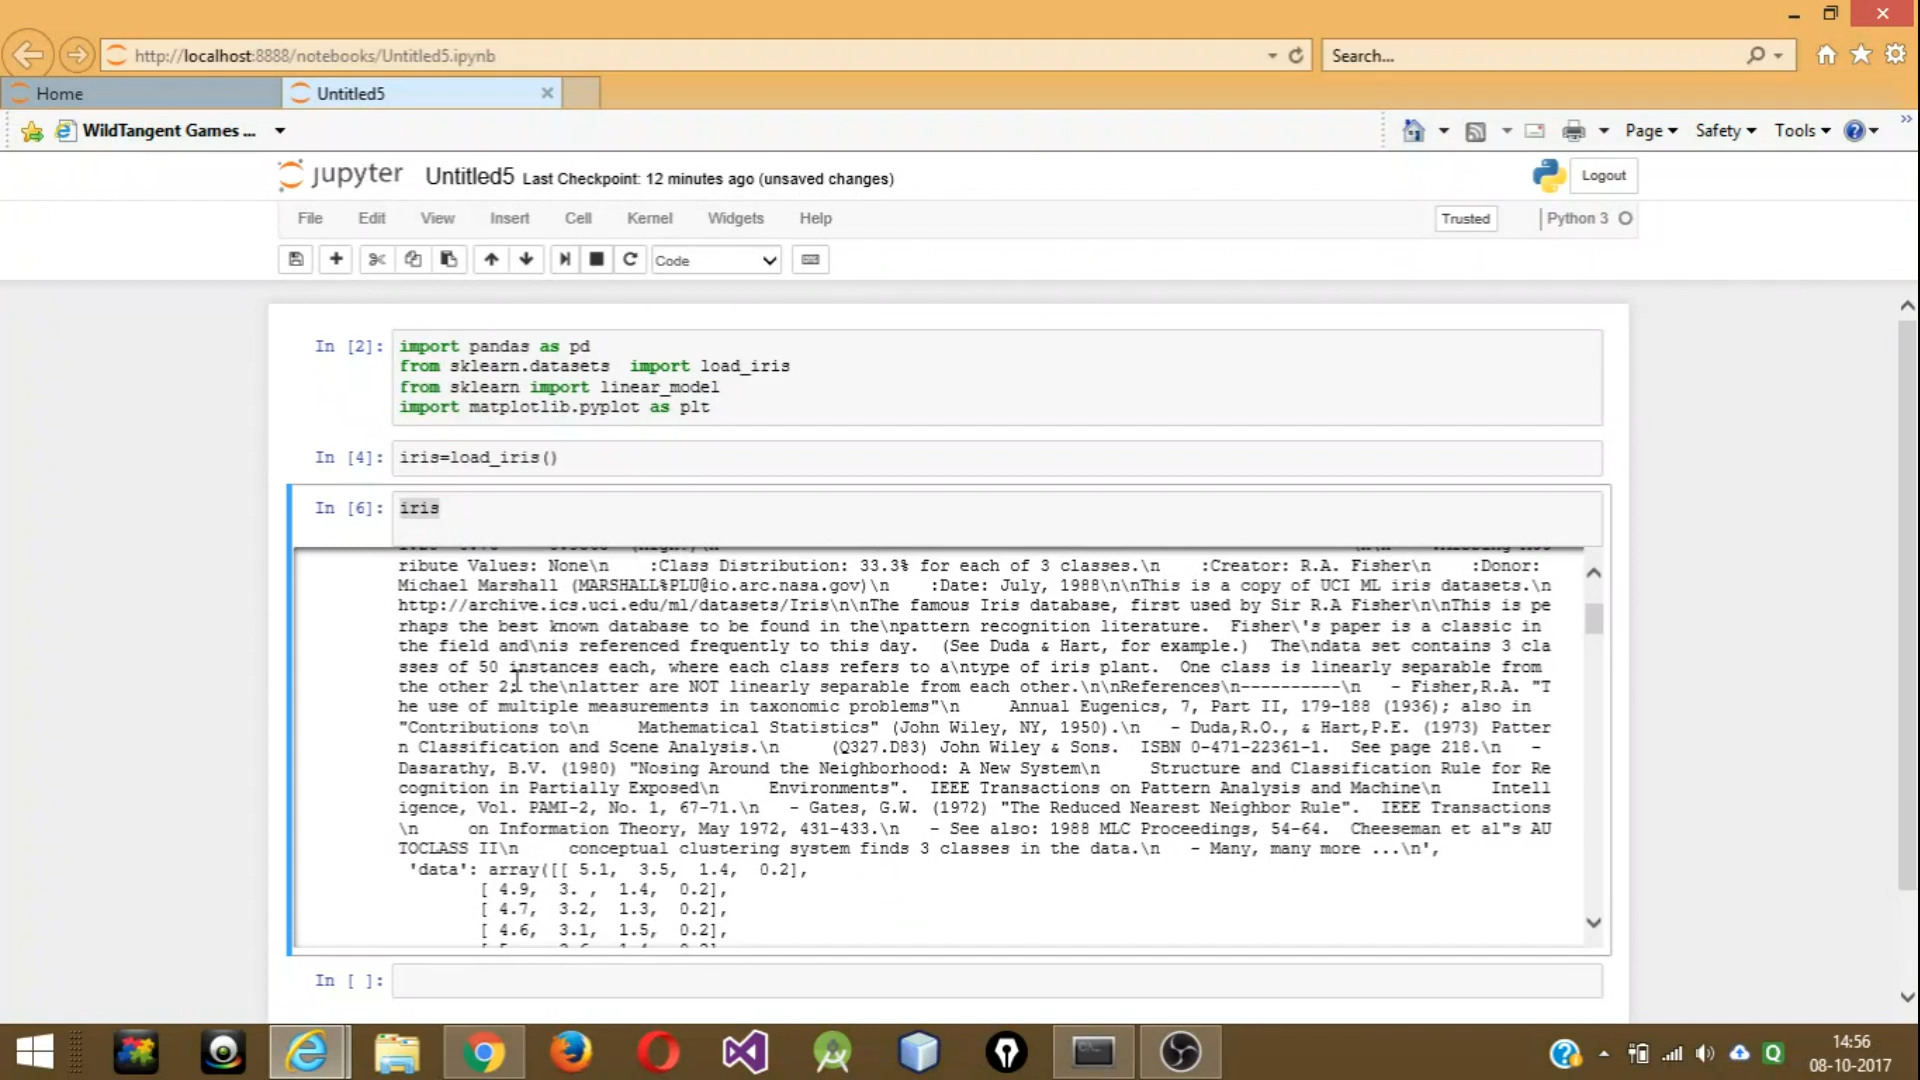 http://localhost:8888/notebooks/Untitled5.ipynb
Search...
Home
Untitled5
WildTangent Games ...
Page
Safety
Tools
jupyter Untitled5 Last Checkpoint: 12 minutes ago (unsaved changes)
Logout
File Edit View Insert Cell Kernel Widgets Help
Trusted
Python 3
Code
In [2]:
import pandas as pd
from sklearn.datasets  import load_iris
from sklearn import linear_model
import matplotlib.pyplot as plt
In [4]:
iris=load_iris()
In [6]:
iris
ribute Values: None\n    :Class Distribution: 33.3% for each of 3 classes.\n    :Creator: R.A. Fisher\n    :Donor:
Michael Marshall (MARSHALL%PLU@io.arc.nasa.gov)\n    :Date: July, 1988\n\nThis is a copy of UCI ML iris datasets.\n
http://archive.ics.uci.edu/ml/datasets/Iris\n\nThe famous Iris database, first used by Sir R.A Fisher\n\nThis is pe
rhaps the best known database to be found in the\npattern recognition literature.  Fisher\'s paper is a classic in
the field and\nis referenced frequently to this day.  (See Duda & Hart, for example.)  The\ndata set contains 3 cla
sses of 50 instances each, where each class refers to a\ntype of iris plant.  One class is linearly separable from
the other 2; the\nlatter are NOT linearly separable from each other.\n\nReferences\n----------\n   - Fisher,R.A. "T
he use of multiple measurements in taxonomic problems"\n     Annual Eugenics, 7, Part II, 179-188 (1936); also in
"Contributions to\n     Mathematical Statistics" (John Wiley, NY, 1950).\n   - Duda,R.O., & Hart,P.E. (1973) Patter
n Classification and Scene Analysis.\n     (Q327.D83) John Wiley & Sons.  ISBN 0-471-22361-1.  See page 218.\n   -
Dasarathy, B.V. (1980) "Nosing Around the Neighborhood: A New System\n     Structure and Classification Rule for Re
cognition in Partially Exposed\n     Environments".  IEEE Transactions on Pattern Analysis and Machine\n     Intell
igence, Vol. PAMI-2, No. 1, 67-71.\n   - Gates, G.W. (1972) "The Reduced Nearest Neighbor Rule".  IEEE Transactions
\n     on Information Theory, May 1972, 431-433.\n   - See also: 1988 MLC Proceedings, 54-64.  Cheeseman et al"s AU
TOCLASS II\n     conceptual clustering system finds 3 classes in the data.\n   - Many, many more ...\n',
'data': array([[ 5.1,  3.5,  1.4,  0.2],
[ 4.9,  3. ,  1.4,  0.2],
[ 4.7,  3.2,  1.3,  0.2],
[ 4.6,  3.1,  1.5,  0.2],
In [ ]:
14:56
08-10-2017